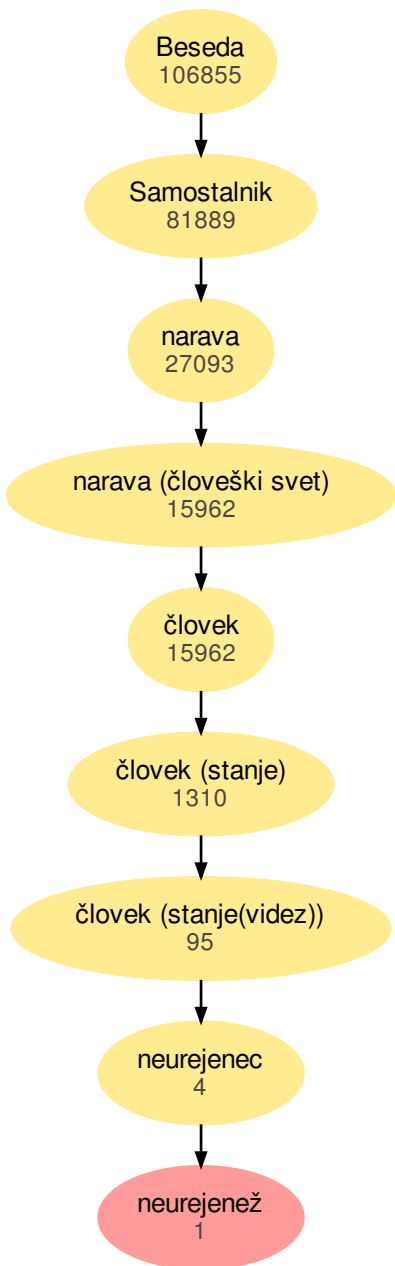 Beseda
106855
Samostalnik
81889
narava
27093
narava (človeški svet)
15962
človek
15962
človek (stanje)
1310
človek (stanje(videz))
95
neurejenec
4
neurejenež
1